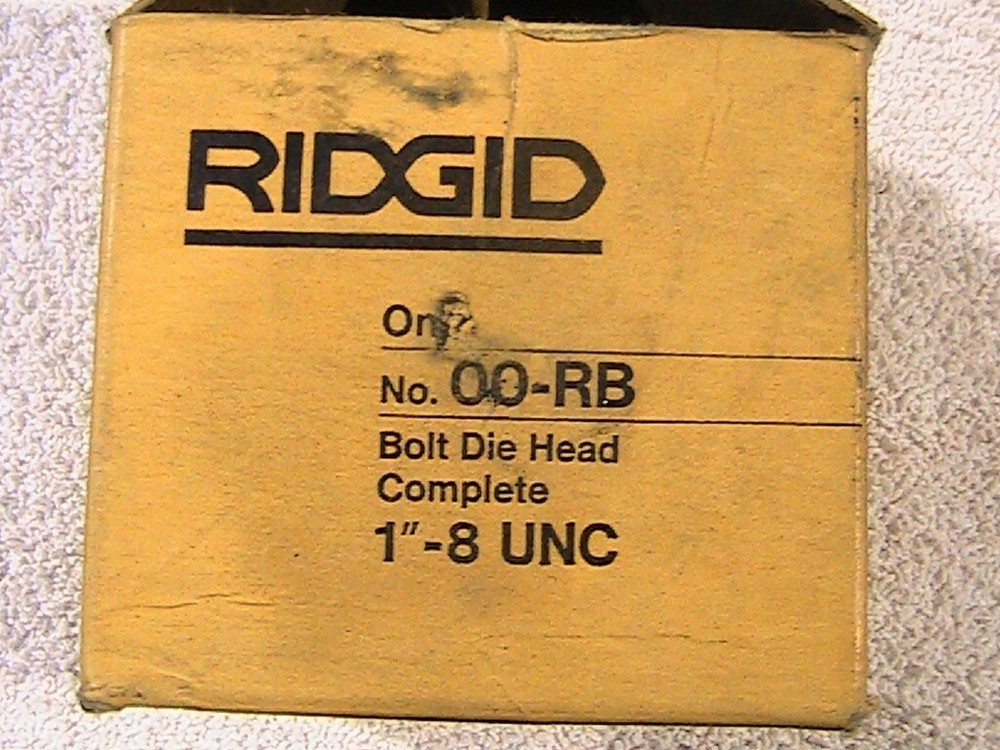 RIDGID
No. 00-RB
Bolt Die Head
Complete
1"-8 UNC